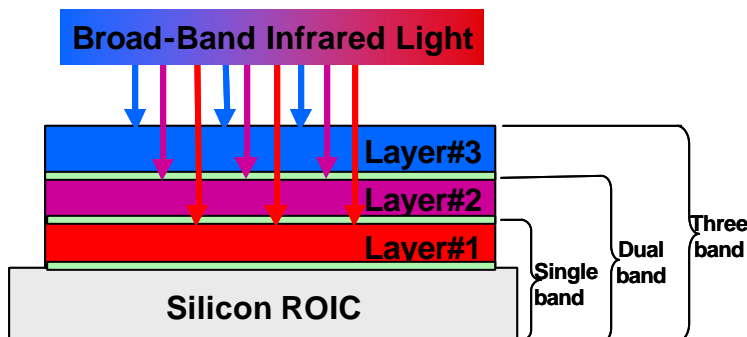 Broad-Band Infrared Light
Layer#3
Layer#2
Layer#1
Silicon ROIC
Single
band
Dual
band
Three
band